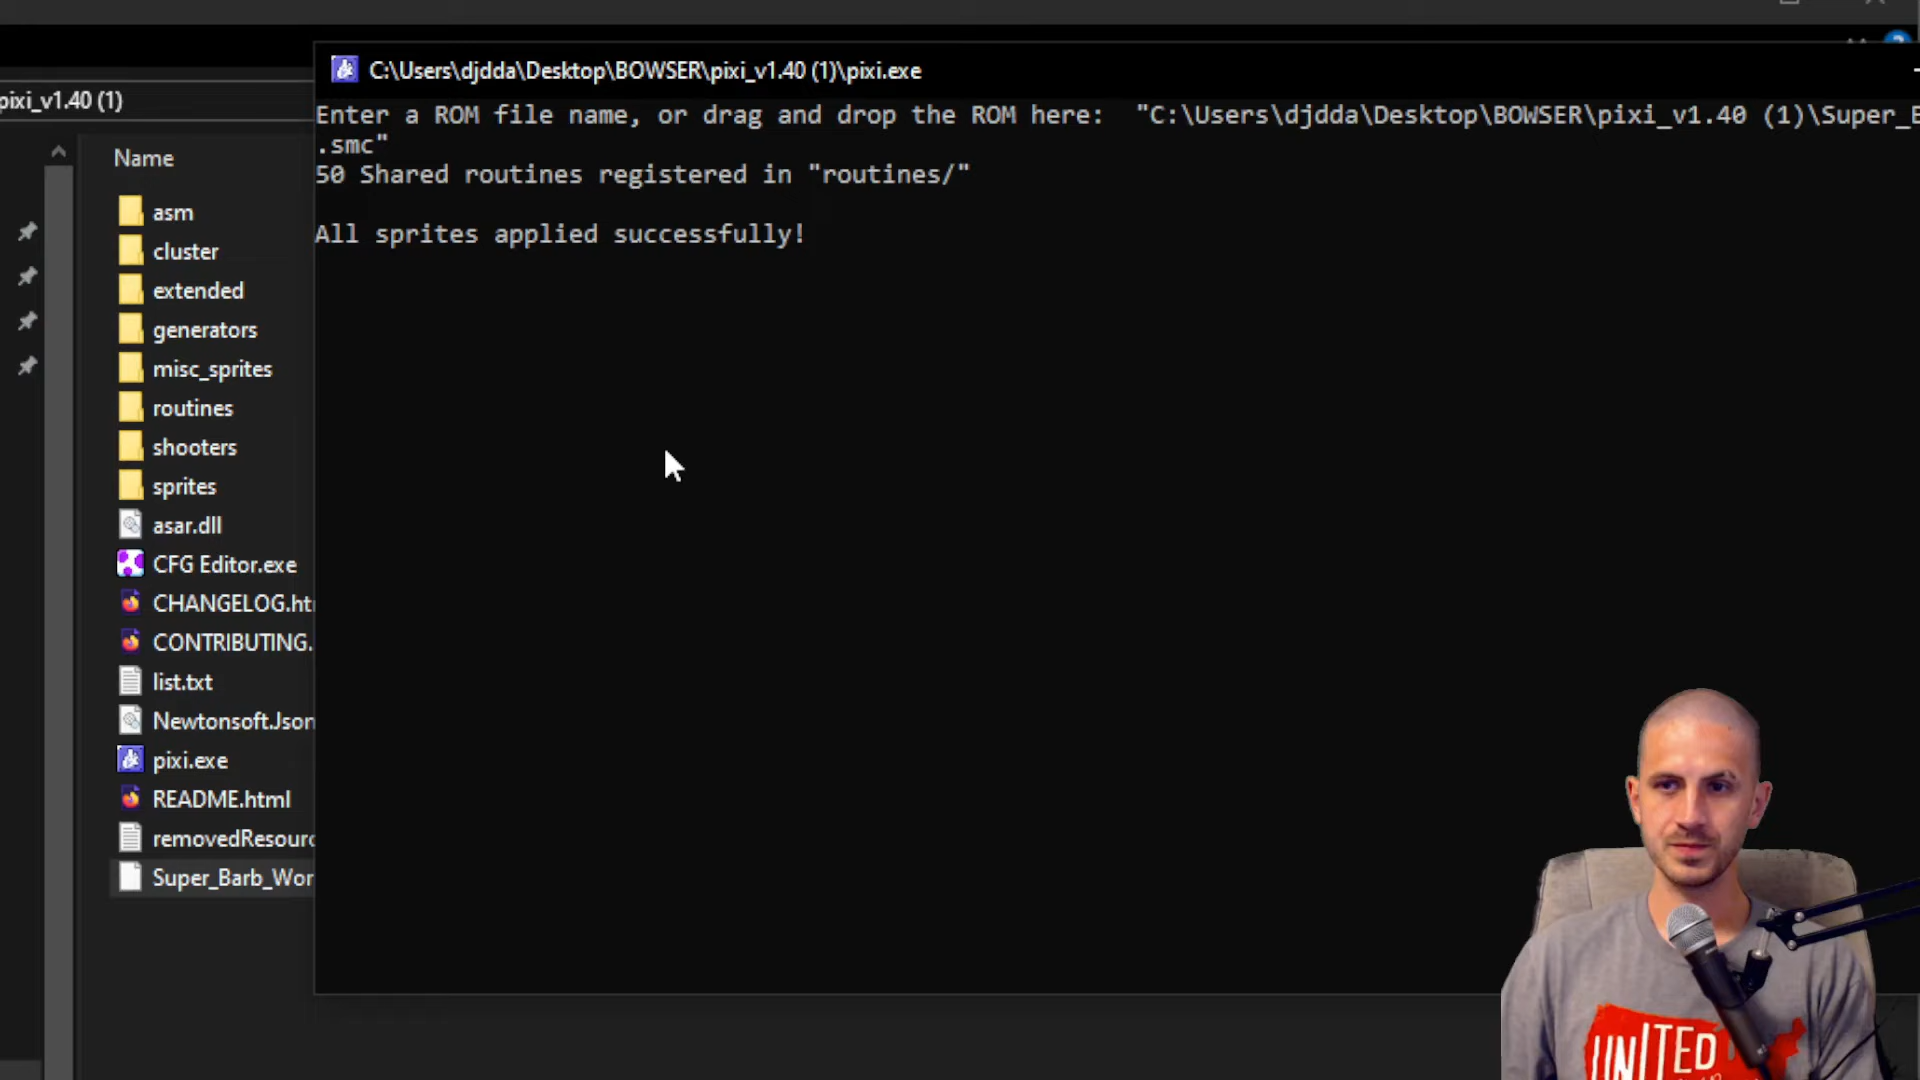 C:\Users\djdda\Desktop\BOWSER\pixi_v1.40 (1)\pixi.exe
pixi_v1.40 (1)
Enter a ROM file name, or drag and drop the ROM here:  "C:\Users\djdda\Desktop\BOWSER\pixi_v1.40 (1)\Super_B
.smc"
50 Shared routines registered in "routines/"
All sprites applied successfully!
Name
asm
cluster
extended
generators
misc_sprites
routines
shooters
sprites
asar.dll
CFG Editor.exe
CHANGELOG.htm
CONTRIBUTING.
list.txt
Newtonsoft.Json
pixi.exe
README.html
removedResourc
Super_Barb_Wor
UNITED